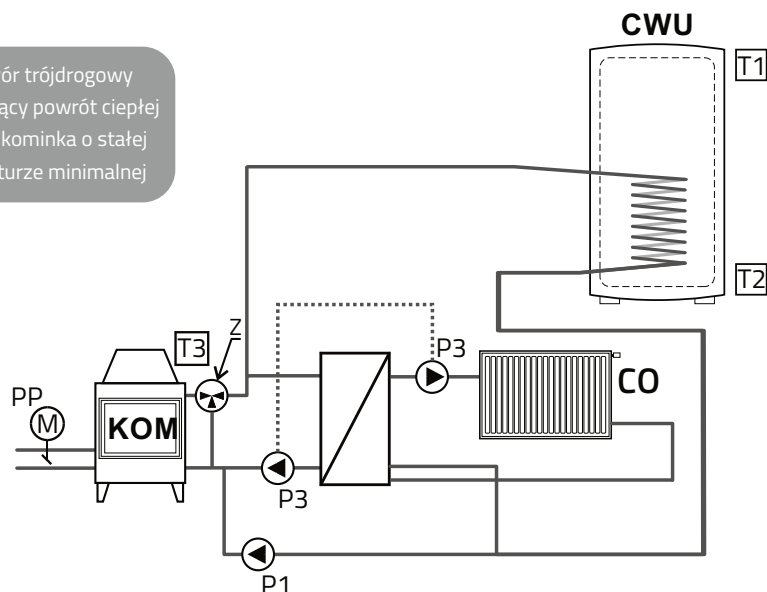 CWU
T1
ór trójdrogowy
ący powrót ciepłej
kominka o stałej
turze minimalnej
T2
T3
Z
P3
PP
M
KOM
CO
P3
P1